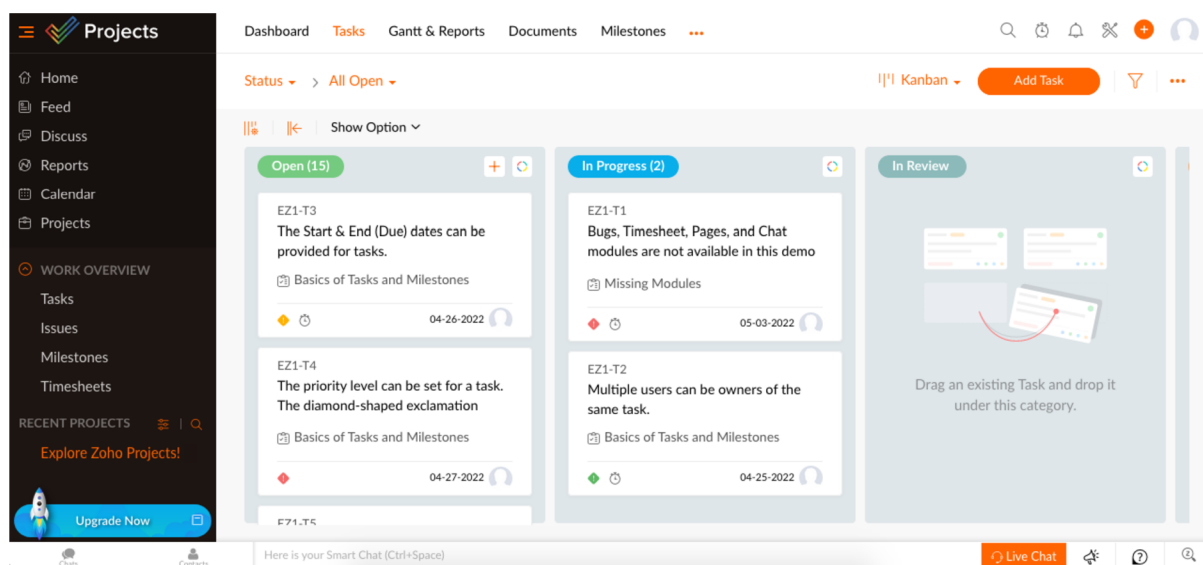 Projects
Dashboard Tasks Gantt & Reports Documents Milestones
Home
Feed
Discuss
Reports
Calendar
Projects
WORK OVERVIEW
Tasks
Issues
Milestones
Timesheets
RECENT PROJECTS
Explore Zoho Projects!
Upgrade Now
Status > All Open
Kanban
Add Task
Show Option
Open (15)
EZ1-T3
The Start & End (Due) dates can be
provided for tasks.
Basics of Tasks and Milestones
04-26-2022
EZ1-T4
The priority level can be set for a task.
The diamond-shaped exclamation
Basics of Tasks and Milestones
04-27-2022
EZ1-T5
In Progress (2)
EZ1-T1
Bugs, Timesheet, Pages, and Chat
modules are not available in this demo
Missing Modules
05-03-2022
EZ1-T2
Multiple users can be owners of the
same task.
Basics of Tasks and Milestones
04-25-2022
In Review
Drag an existing Task and drop it
under this category.
Chats
Contacts
Here is your Smart Chat (Ctrl+Space)
Live Chat